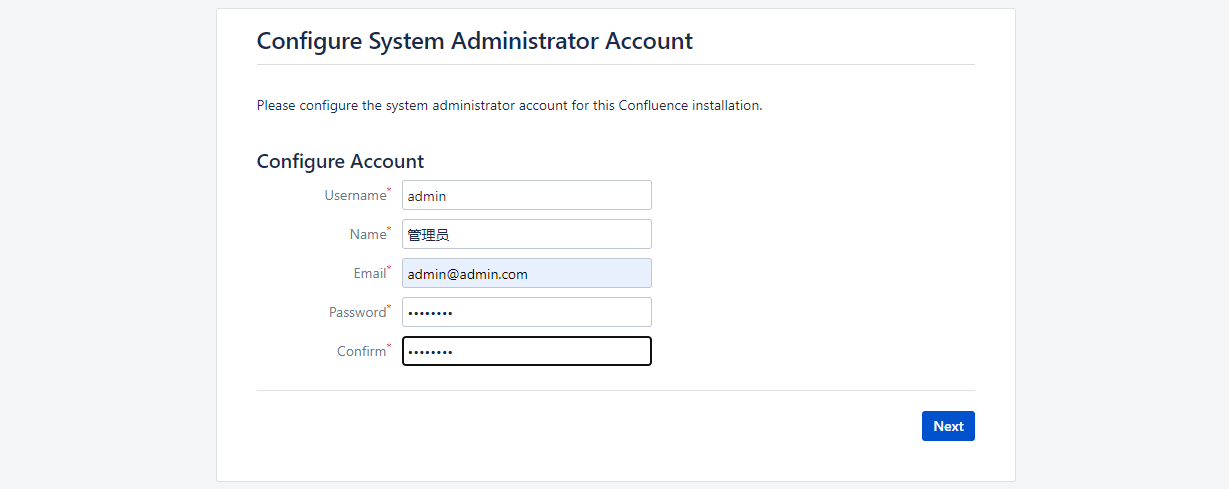 Configure System Administrator Account
Please configure the system administrator account for this Confluence installation.
Configure Account
Username* admin
Name* 管理员
Email* admin@admin.com
Password* ••••••••
Confirm* ••••••••
Next